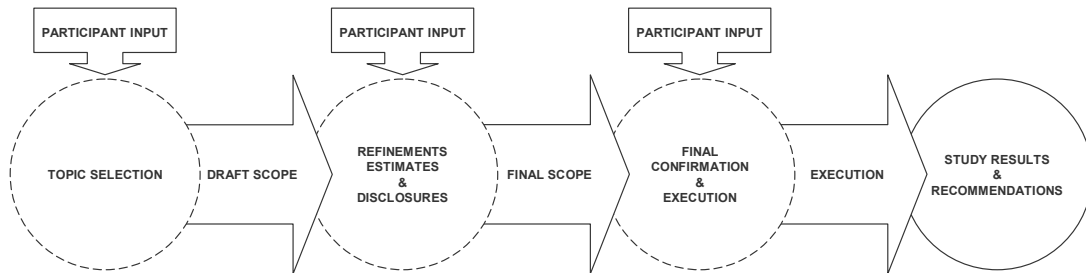 PARTICIPANT INPUT
PARTICIPANT INPUT
PARTICIPANT INPUT
TOPIC SELECTION
DRAFT SCOPE
REFINEMENTS
ESTIMATES
&
DISCLOSURES
FINAL SCOPE
FINAL
CONFIRMATION
&
EXECUTION
EXECUTION
STUDY RESULTS
&
RECOMMENDATIONS